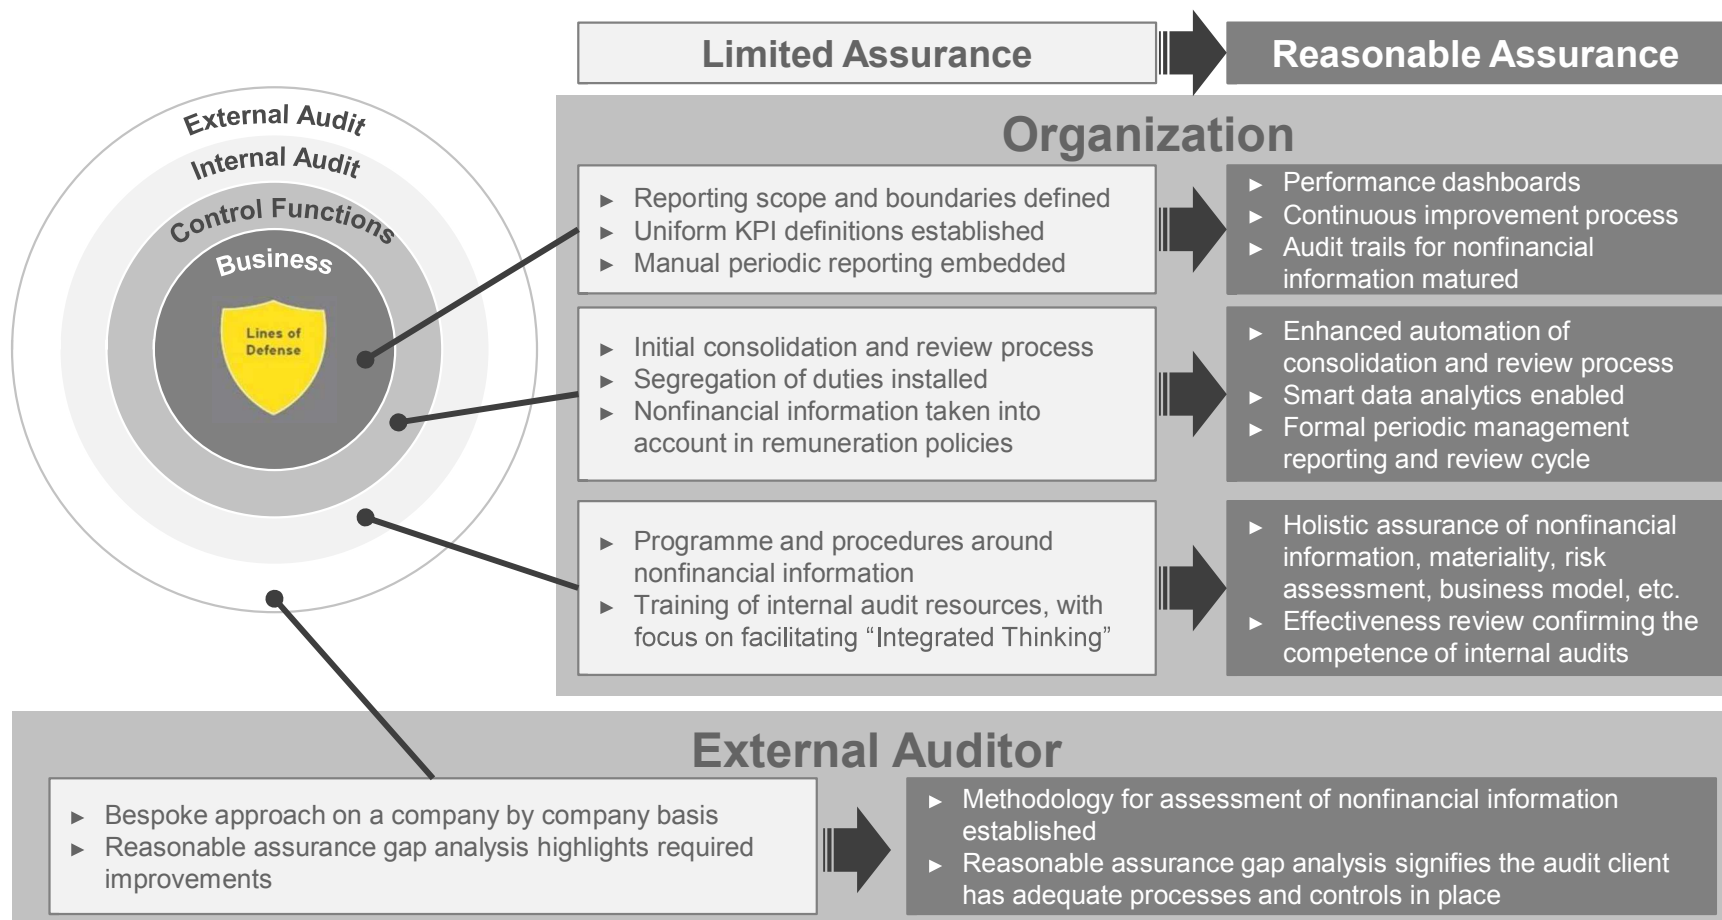 Limited Assurance
Reasonable Assurance
External Audit
Internal Audit
Control Functions
Business
Lines of
Defense
Organization
► Reporting scope and boundaries defined
► Uniform KPI definitions established
► Manual periodic reporting embedded
► Performance dashboards
► Continuous improvement process
► Audit trails for nonfinancial
information matured
► Initial consolidation and review process
► Segregation of duties installed
► Nonfinancial information taken into
account in remuneration policies
► Enhanced automation of
consolidation and review process
► Smart data analytics enabled
► Formal periodic management
reporting and review cycle
► Programme and procedures around
nonfinancial information
► Training of internal audit resources, with
focus on facilitating “Integrated Thinking”
► Holistic assurance of nonfinancial
information, materiality, risk
assessment, business model, etc.
► Effectiveness review confirming the
competence of internal audits
External Auditor
► Bespoke approach on a company by company basis
► Reasonable assurance gap analysis highlights required
improvements
► Methodology for assessment of nonfinancial information
established
► Reasonable assurance gap analysis signifies the audit client
has adequate processes and controls in place